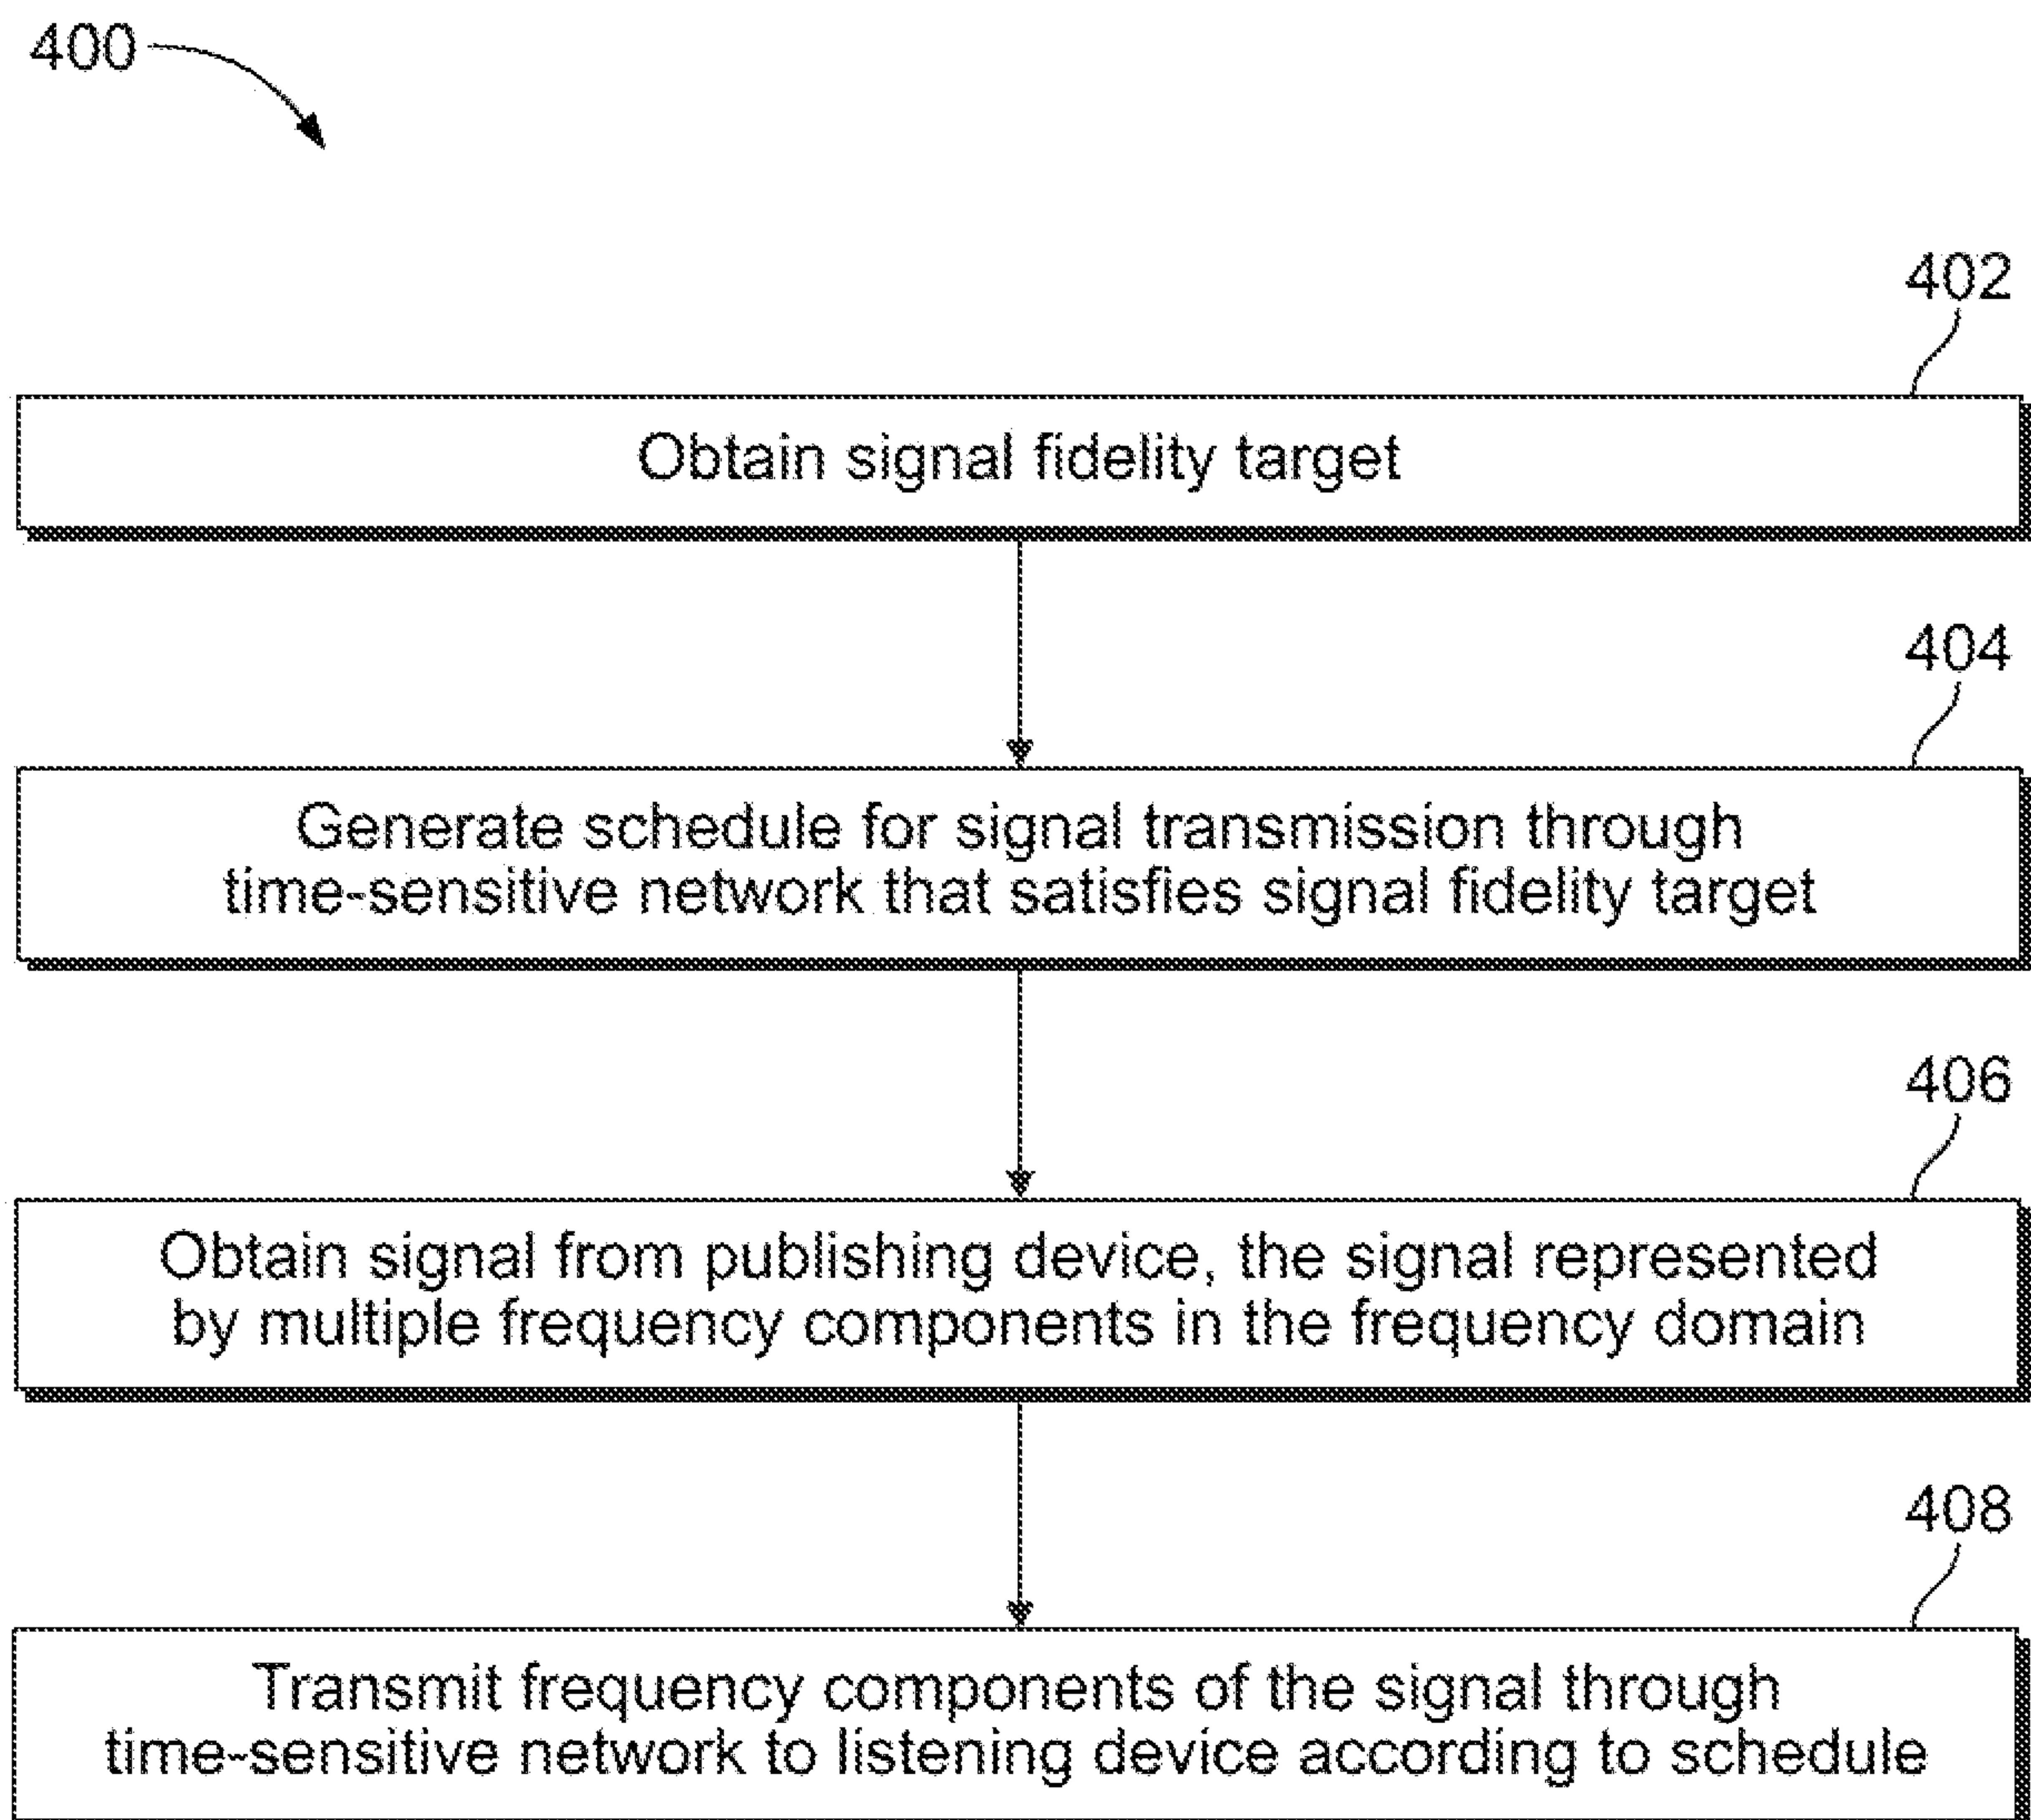 400
402
Obtain signal fidelity target
404
Generate schedule for signal transmission through
time-sensitive network that satisfies signal fidelity target
406
Obtain signal from publishing device, the signal represented
by multiple frequency components in the frequency domain
408
Transmit frequency components of the signal through
time-sensitive network to listening device according to schedule